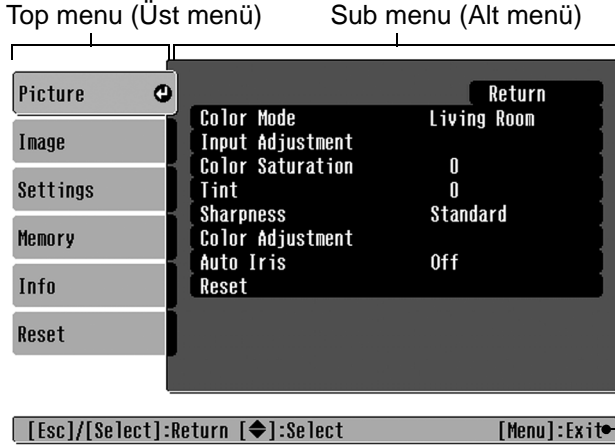 Top menu (Üst menü)
Sub menu (Alt menü)
Picture
Image
Settings
Memory
Info
Reset
Return
Color Mode Living Room
Input Adjustment
Color Saturation 0
Tint 0
Sharpness Standard
Color Adjustment
Auto Iris Off
Reset
[Esc]/[Select]:Return [◆]:Select [Menu]:Exit